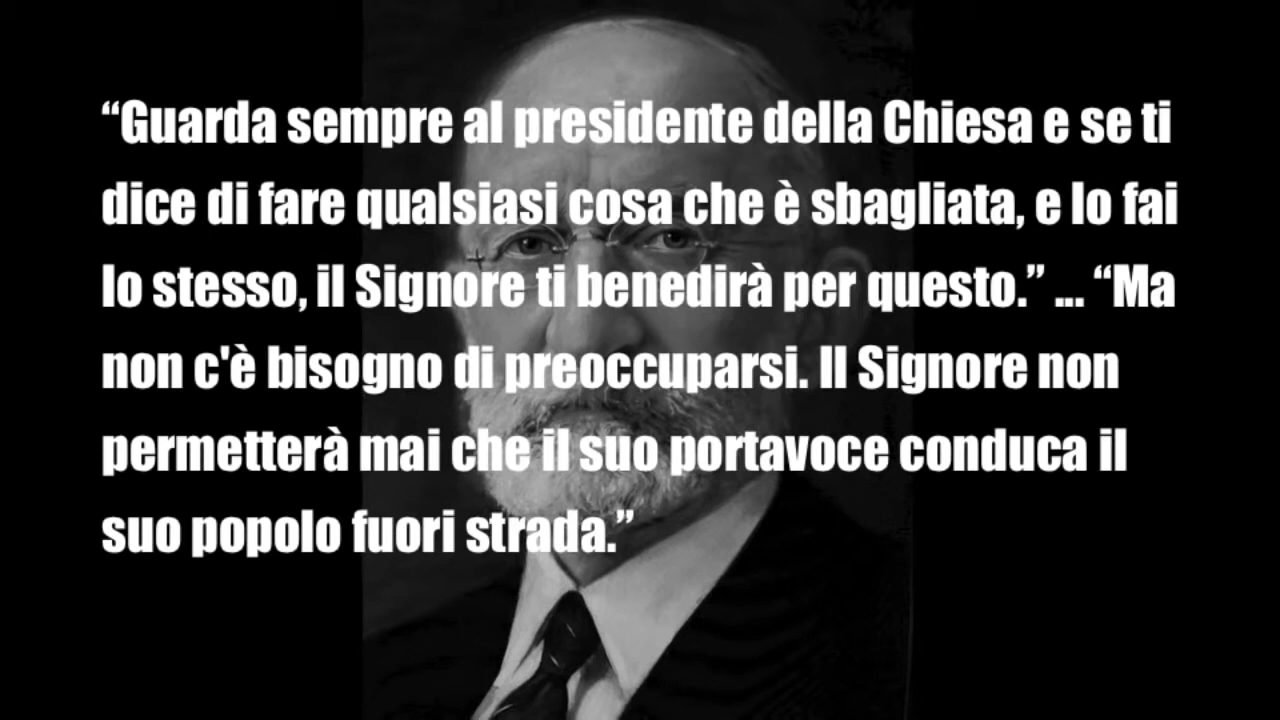 “Guarda sempre al presidente della Chiesa e se ti
dice di fare qualsiasi cosa che è sbagliata, e lo fai
lo stesso, il Signore ti benedirà per questo.” ... “Ma
non c'è bisogno di preoccuparsi. Il Signore non
permetterà mai che il suo portavoce conduca il
suo popolo fuori strada.”